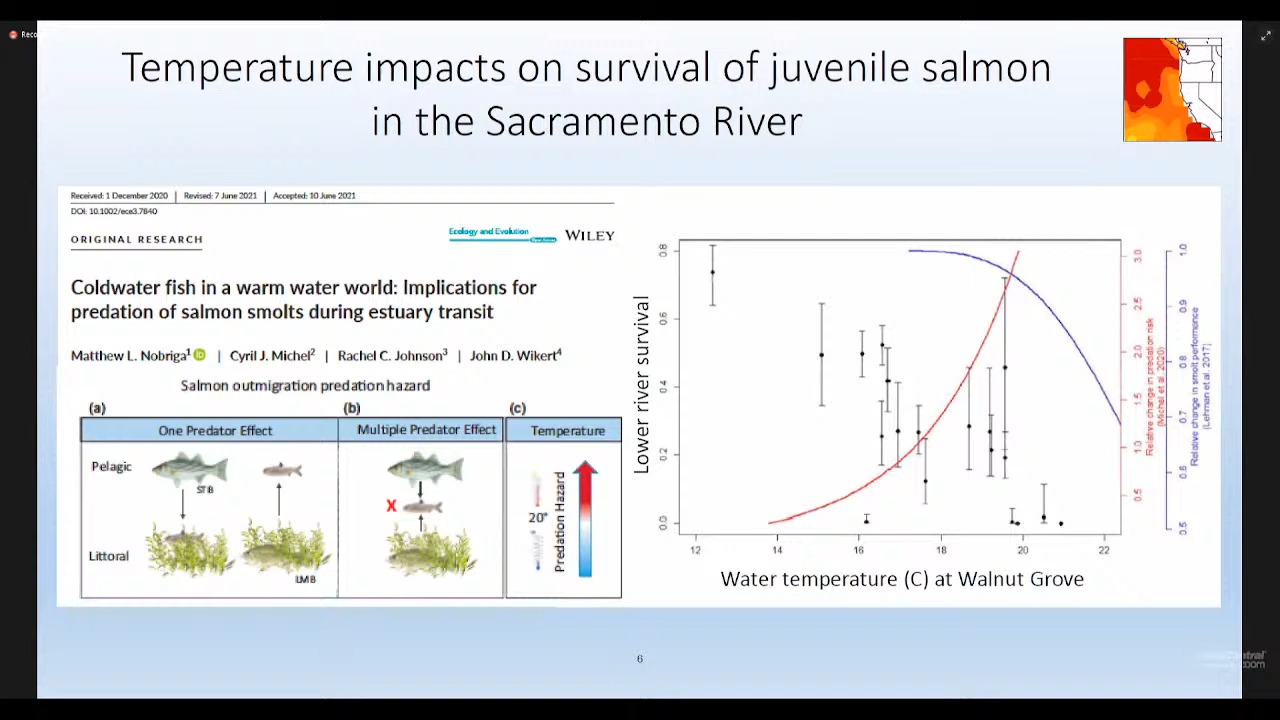 Temperature impacts on survival of juvenile salmon
in the Sacramento River
Received: 1 December 2020 | Revised: 7 June 2021 | Accepted: 10 June 2021
DOI: 10.1002/ece3.7840
ORIGINAL RESEARCH
Ecology and Evolution
WILEY
Coldwater fish in a warm water world: Implications for
predation of salmon smolts during estuary transit
Matthew L. Nobriga1 iD | Cyril J. Michel2 | Rachel C. Johnson3 | John D. Wikert4
Salmon outmigration predation hazard
(a) (b) (c)
One Predator Effect Multiple Predator Effect Temperature
Pelagic
STB
X
20°
Predation Hazard
Littoral
LMB
Lower river survival
0.0 0.2 0.4 0.6 0.8
12 14 16 18 20 22
Water temperature (C) at Walnut Grove
0.5 1.0 1.5 2.0 2.5 3.0
Relative change in predation risk
(Michel et al. 2020)
0.5 0.6 0.7 0.8 0.9 1.0
Relative change in smolt performance
(Lehman et al. 2017)
6